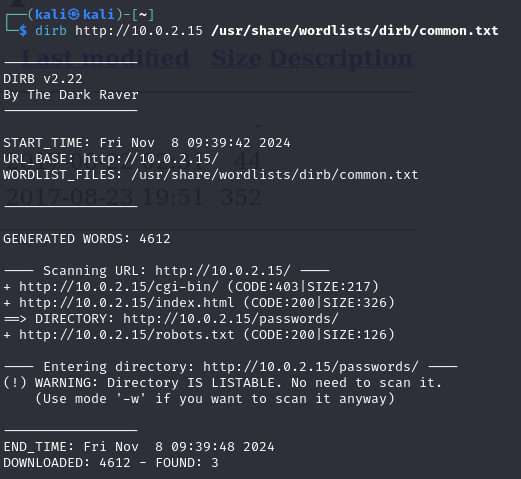 (kali㉿kali)-[~]
$ dirb http://10.0.2.15 /usr/share/wordlists/dirb/common.txt
Last modified Size Description
-----------------
DIRB v2.22
By The Dark Raver
-----------------
-
START_TIME: Fri Nov  8 09:39:42 2024
URL_BASE: http://10.0.2.15/
44
WORDLIST_FILES: /usr/share/wordlists/dirb/common.txt
2017-08-23 19:51 352
-----------------
GENERATED WORDS: 4612
---- Scanning URL: http://10.0.2.15/ ----
+ http://10.0.2.15/cgi-bin/ (CODE:403|SIZE:217)
+ http://10.0.2.15/index.html (CODE:200|SIZE:326)
==> DIRECTORY: http://10.0.2.15/passwords/
+ http://10.0.2.15/robots.txt (CODE:200|SIZE:126)
---- Entering directory: http://10.0.2.15/passwords/ ----
(!) WARNING: Directory IS LISTABLE. No need to scan it.
(Use mode '-w' if you want to scan it anyway)
-----------------
END_TIME: Fri Nov  8 09:39:48 2024
DOWNLOADED: 4612 - FOUND: 3